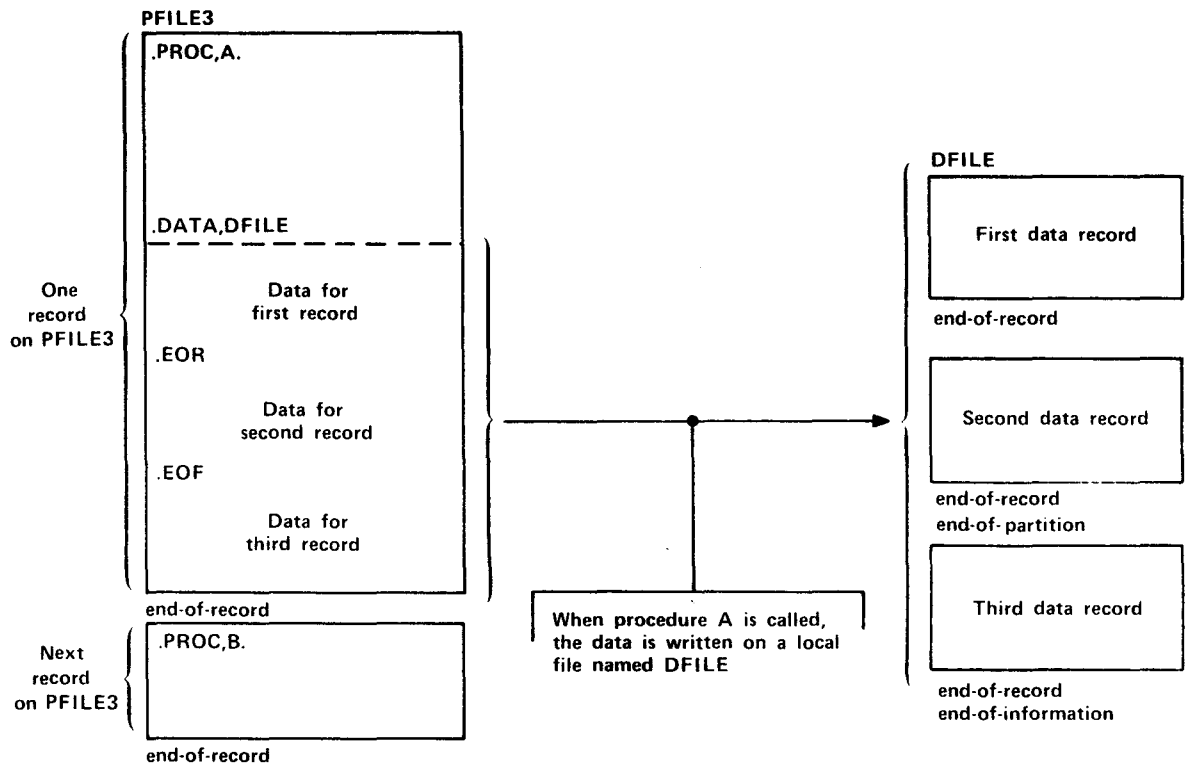 PFILE3
.PROC,A.
.DATA,DFILE
One
record
on PFILE3
Data for
first record
.EOR
Data for
second record
.EOF
Data for
third record
end-of-record
Next
record
on PFILE3
.PROC,B.
end-of-record
When procedure A is called,
the data is written on a local
file named DFILE
DFILE
First data record
end-of-record
Second data record
end-of-record
end-of-partition
Third data record
end-of-record
end-of-information